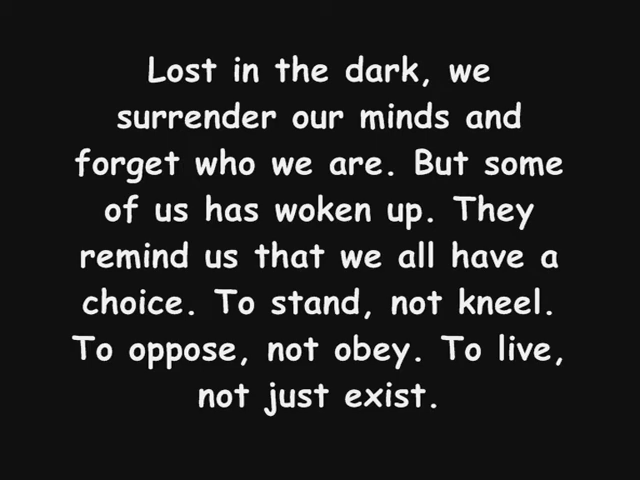 Lost in the dark, we
surrender our minds and
forget who we are. But some
of us has woken up. They
remind us that we all have a
choice. To stand, not kneel.
To oppose, not obey. To live,
not just exist.